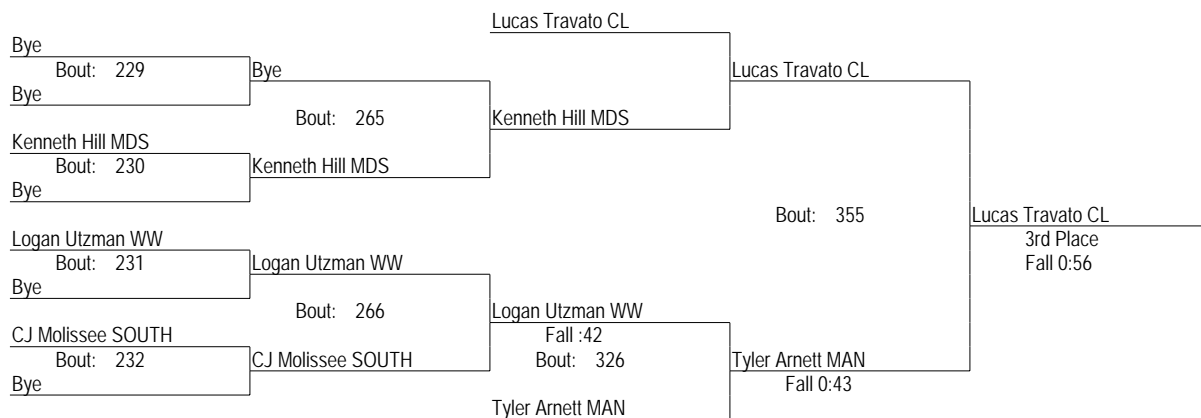 Lucas Travato CL
Bye
Bout: 229
Bye
Lucas Travato CL
Bye
Bout: 265
Kenneth Hill MDS
Kenneth Hill MDS
Bout: 230
Kenneth Hill MDS
Bye
Bout: 355
Lucas Travato CL
3rd Place
Fall 0:56
Logan Utzman WW
Bout: 231
Logan Utzman WW
Bye
Bout: 266
Logan Utzman WW
Fall :42
CJ Molissee SOUTH
Bout: 232
CJ Molissee SOUTH
Bout: 326
Tyler Arnett MAN
Bye
Fall 0:43
Tyler Arnett MAN